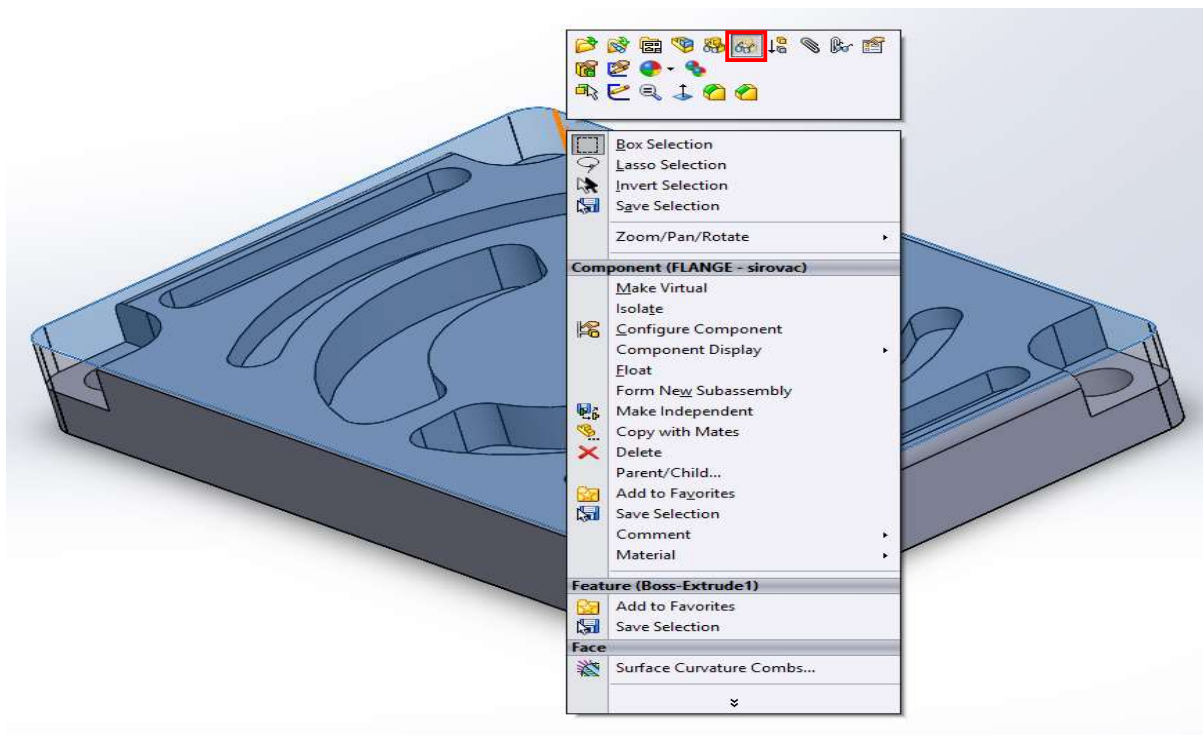 Box Selection
Lasso Selection
Invert Selection
Save Selection
Zoom/Pan/Rotate
Component (FLANGE - sirovac)
Make Virtual
Isolate
Configure Component
Component Display
Float
Form New Subassembly
Make Independent
Copy with Mates
Delete
Parent/Child...
Add to Favorites
Save Selection
Comment
Material
Feature (Boss-Extrude1)
Add to Favorites
Save Selection
Face
Surface Curvature Combs...